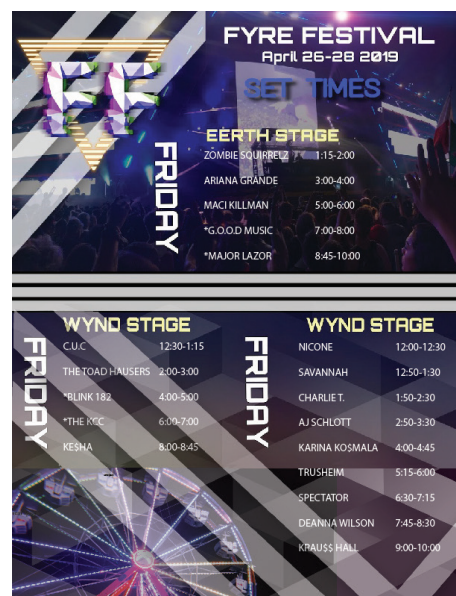 FF
FYRE FESTIVAL
April 26-28 2019
SET TIMES
FRIDAY
EERTH STAGE
ZOMBIE SQUIRRELZ 1:15-2:00
ARIANA GRANDE 3:00-4:00
MACI KILLMAN 5:00-6:00
*G.O.O.D MUSIC 7:00-8:00
*MAJOR LAZOR 8:45-10:00
FRIDAY
WYND STAGE
C.U.C 12:30-1:15
THE TOAD HAUSERS 2:00-3:00
*BLINK 182 4:00-5:00
*THE KCC 6:00-7:00
KE$HA 8:00-8:45
FRIDAY
WYND STAGE
NICONE 12:00-12:30
SAVANNAH 12:50-1:30
CHARLIE T. 1:50-2:30
AJ SCHLOTT 2:50-3:30
KARINA KO$MALA 4:00-4:45
TRUSHEIM 5:15-6:00
SPECTATOR 6:30-7:15
DEANNA WILSON 7:45-8:30
KRAU$$ HALL 9:00-10:00